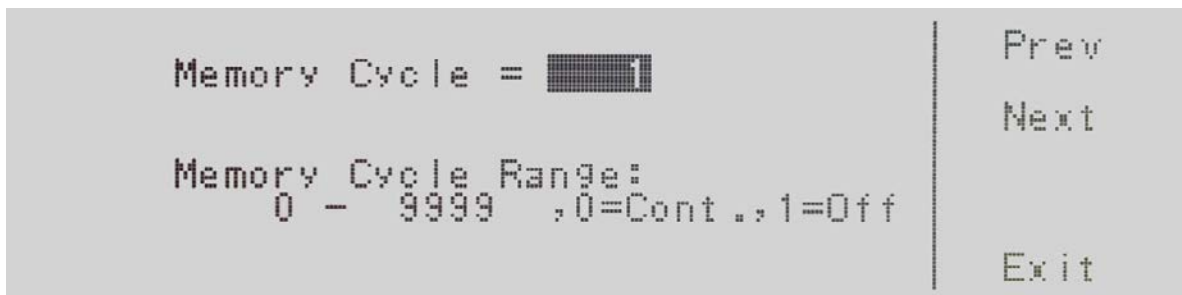 Memory Cycle = 1
Memory Cycle Range:
0 - 9999 ,0=Cont.,1=Off
Prev
Next
Exit